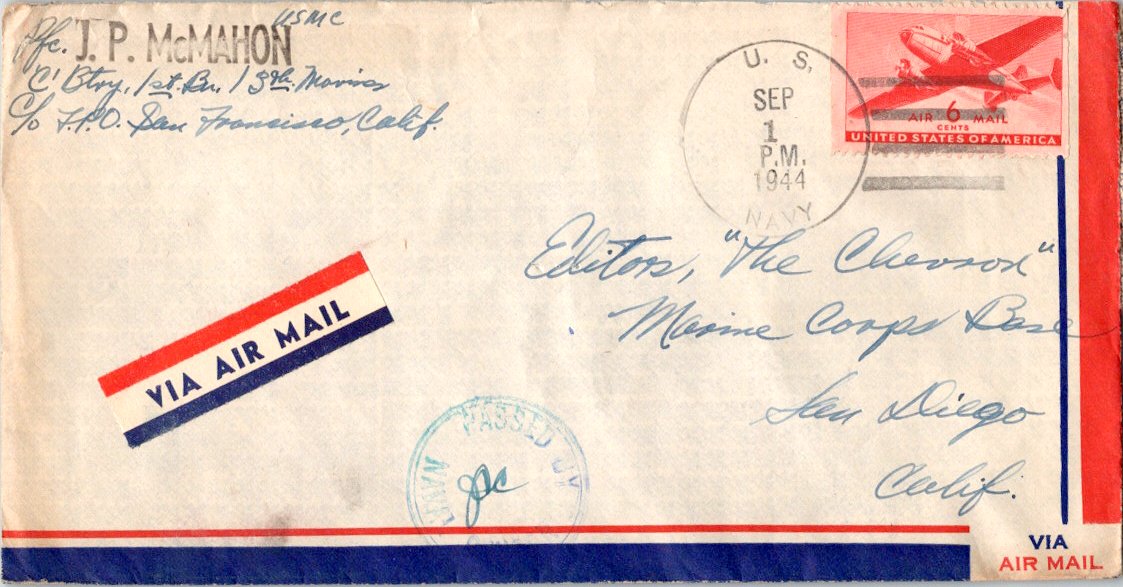 Pfc. J. P. McMAHON USMC
"C" Btry, 1st. Bn., 13th. Marines
C/o F.P.O. San Francisco, Calif.
U. S.
SEP
1
P.M.
1944
NAVY
AIR 6 MAIL
CENTS
UNITED STATES OF AMERICA
Editors, "The Chevron"
Marine Corps Base
San Diego
Calif.
VIA AIR MAIL
PASSED BY
NAVAL
VIA
AIR MAIL